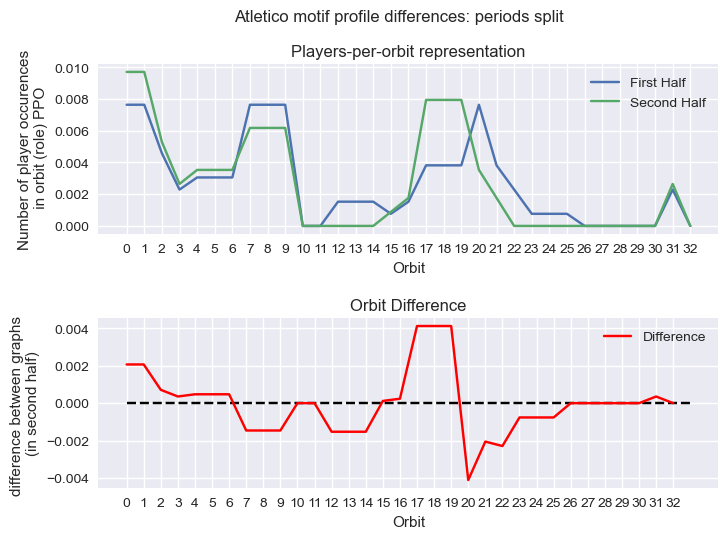 Atletico motif profile differences: periods split
Players-per-orbit representation
Number of player occurences
in orbit (role) PPO
0.010
0.008
0.006
0.004
0.002
0.000
First Half
Second Half
0 1 2 3 4 5 6 7 8 9 10 11 12 13 14 15 16 17 18 19 20 21 22 23 24 25 26 27 28 29 30 31 32
Orbit
Orbit Difference
difference between graphs
(in second half)
0.004
0.002
0.000
−0.002
−0.004
Difference
0 1 2 3 4 5 6 7 8 9 10 11 12 13 14 15 16 17 18 19 20 21 22 23 24 25 26 27 28 29 30 31 32
Orbit